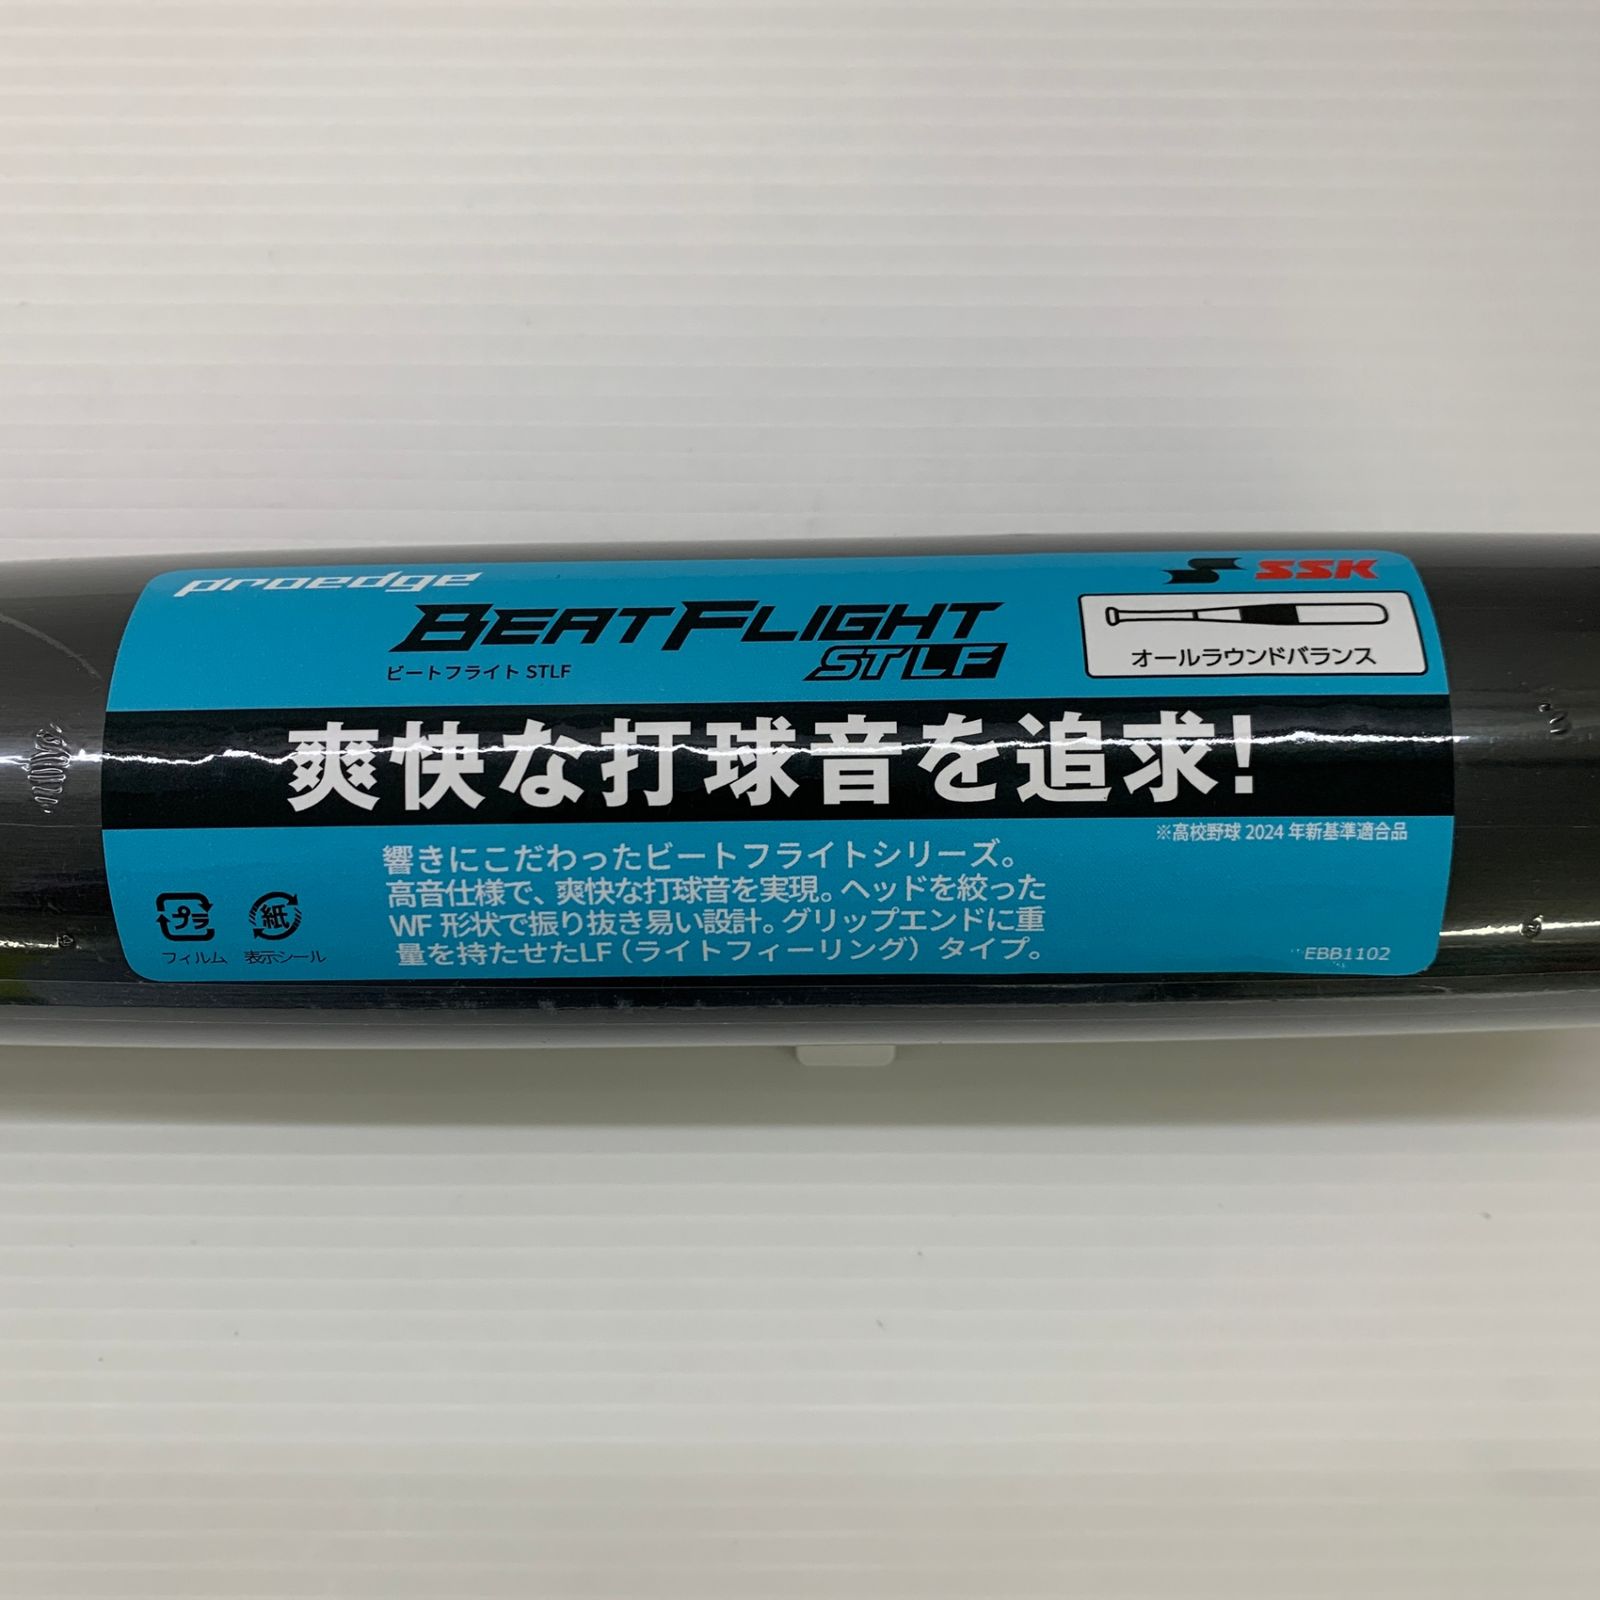 proedge
SSK
BEATFLIGHT
STLF
ビートフライト STLF
オールラウンドバランス
爽快な打球音を追求!
※高校野球 2024 年新基準適合品
響きにこだわったビートフライトシリーズ。
高音仕様で、爽快な打球音を実現。ヘッドを絞った
WF 形状で振り抜き易い設計。グリップエンドに重
量を持たせたLF（ライトフィーリング）タイプ。
プラ
フィルム
紙
表示シール
EBB1102